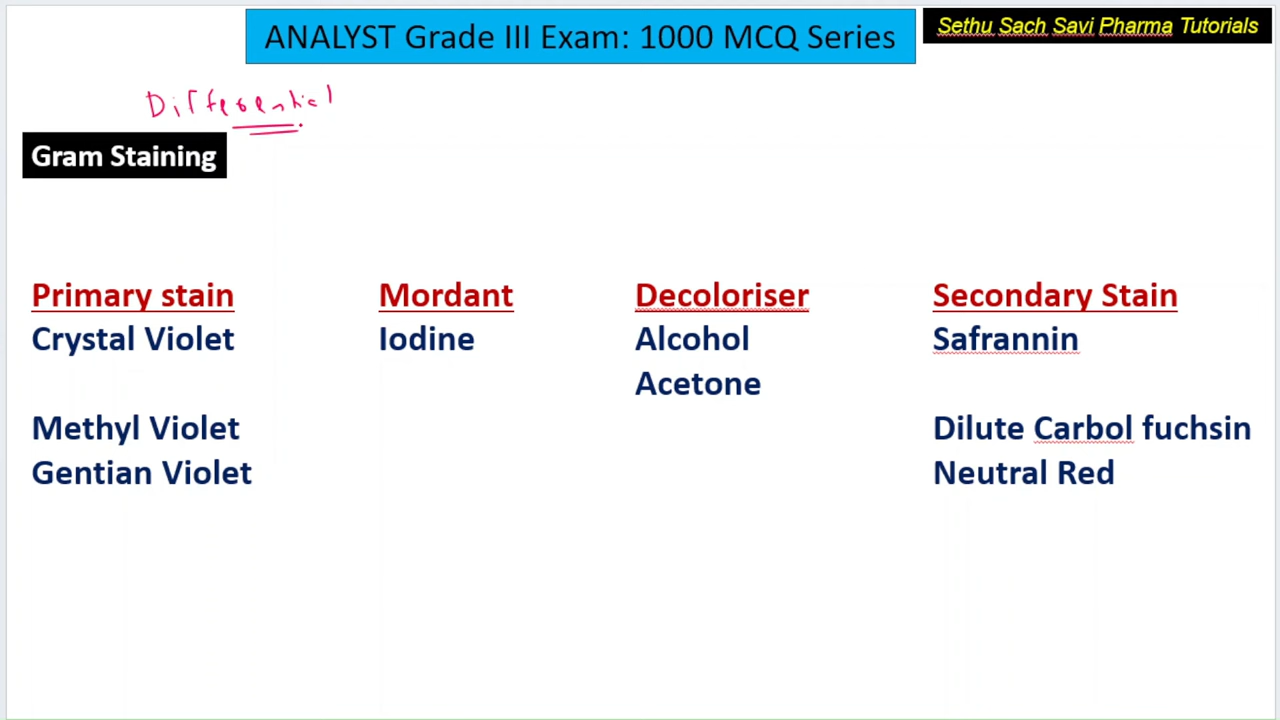 ANALYST Grade III Exam: 1000 MCQ Series
Sethu Sach Savi Pharma Tutorials
Differential
Gram Staining
Primary stain Mordant Decoloriser Secondary Stain
Crystal Violet Iodine Alcohol Safrannin
Acetone
Methyl Violet Dilute Carbol fuchsin
Gentian Violet Neutral Red